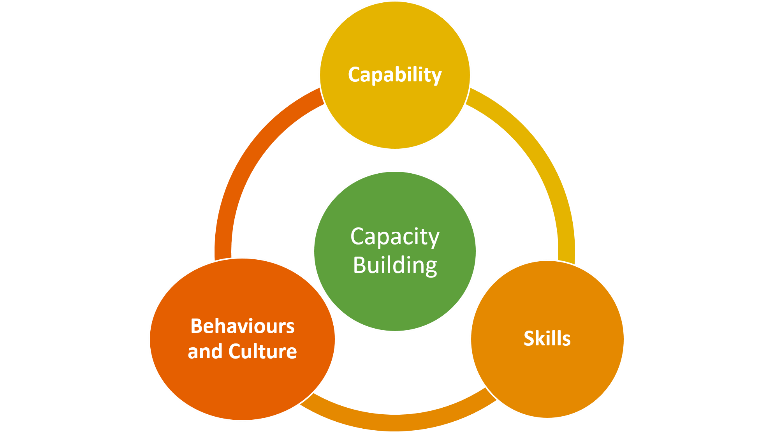 Capability
Capacity
Building
Behaviours
and Culture
Skills